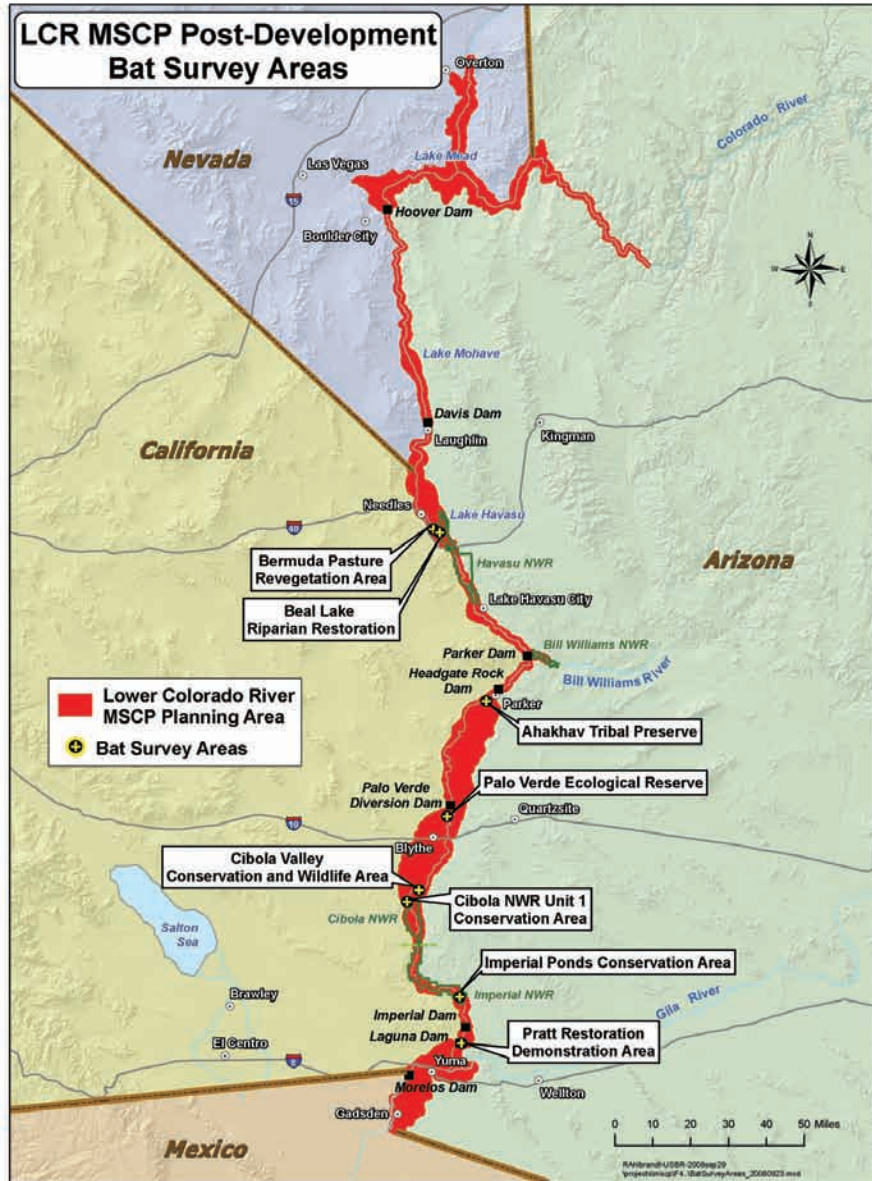 LCR MSCP Post-Development
Bat Survey Areas
Overton
Colorado River
Nevada
Las Vegas
Lake Mead
15
Hoover Dam
Boulder City
N
W
E
S
Lake Mohave
Davis Dam
Laughlin
Kingman
California
Needles
Lake Havasu
40
Bermuda Pasture
Revegetation Area
Havasu NWR
Arizona
Beal Lake
Riparian Restoration
Lake Havasu City
Parker Dam
Bill Williams NWR
Headgate Rock
Dam
Bill Williams River
Parker
Lower Colorado River
MSCP Planning Area
Bat Survey Areas
Ahakhav Tribal Preserve
Palo Verde
Diversion Dam
Palo Verde Ecological Reserve
10
Quartzsite
Blythe
Cibola Valley
Conservation and Wildlife Area
Cibola NWR Unit 1
Conservation Area
Cibola NWR
Salton
Sea
Imperial Ponds Conservation Area
Imperial NWR
Brawley
Imperial Dam
Gila River
Laguna Dam
Pratt Restoration
Demonstration Area
El Centro
8
Yuma
Morelos Dam
Wellton
Gadsden
Mexico
0 10 20 30 40 50 Miles